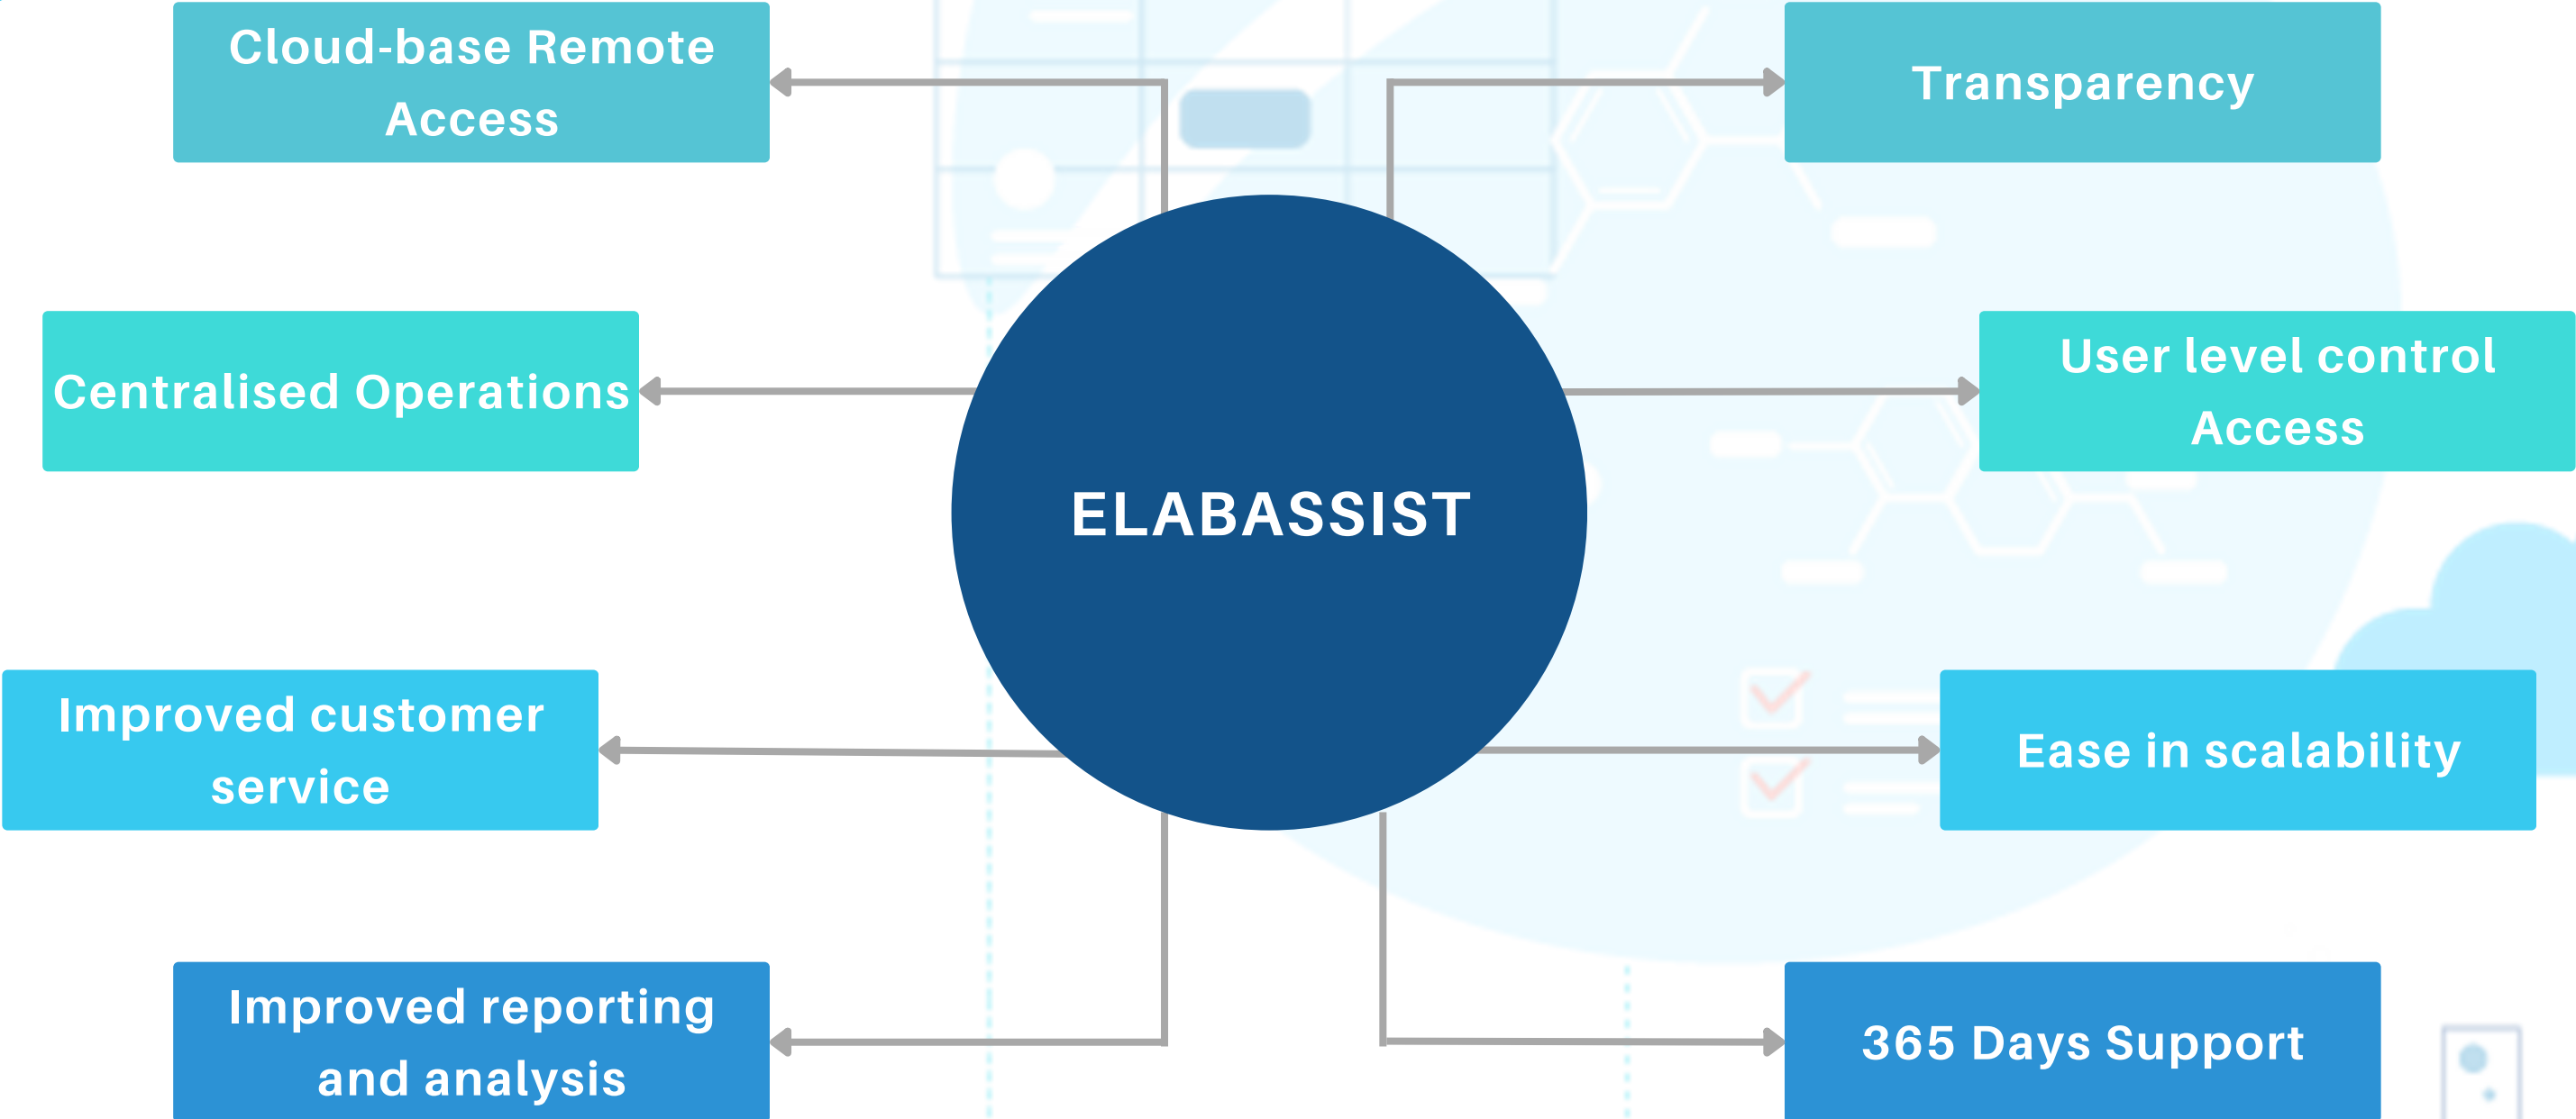 Cloud-base Remote
Access
Transparency
Centralised Operations
User level control
Access
ELABASSIST
Improved customer
service
Ease in scalability
Improved reporting
and analysis
365 Days Support